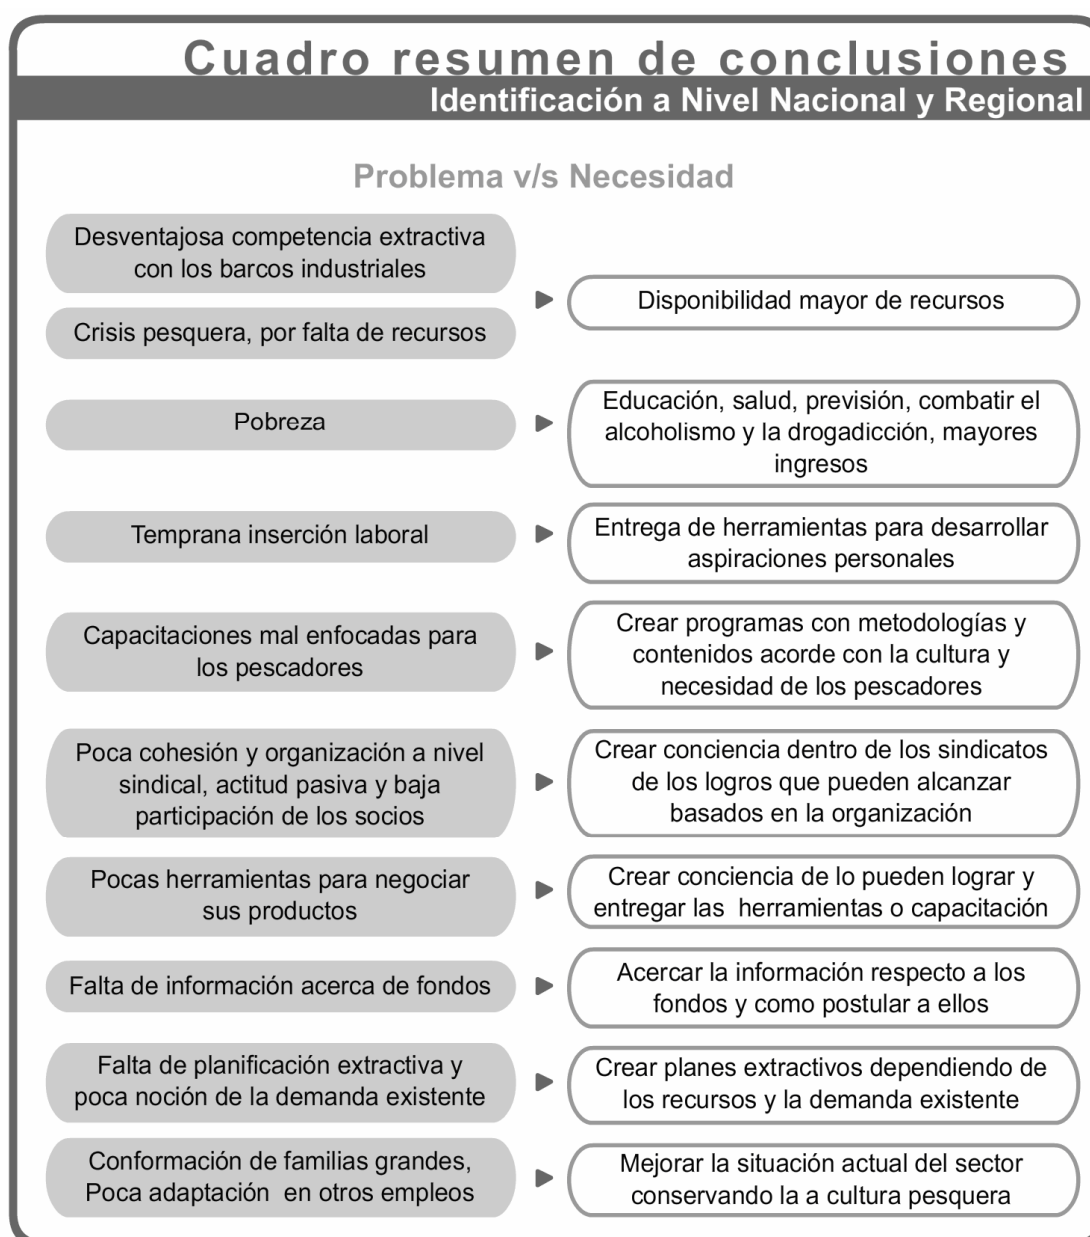 Cuadro resumen de conclusiones
Identificación a Nivel Nacional y Regional
Problema v/s Necesidad
Desventajosa competencia extractiva
con los barcos industriales
Crisis pesquera, por falta de recursos
Disponibilidad mayor de recursos
Pobreza
Educación, salud, previsión, combatir el
alcoholismo y la drogadicción, mayores
ingresos
Temprana inserción laboral
Entrega de herramientas para desarrollar
aspiraciones personales
Capacitaciones mal enfocadas para
los pescadores
Crear programas con metodologías y
contenidos acorde con la cultura y
necesidad de los pescadores
Poca cohesión y organización a nivel
sindical, actitud pasiva y baja
participación de los socios
Crear conciencia dentro de los sindicatos
de los logros que pueden alcanzar
basados en la organización
Pocas herramientas para negociar
sus productos
Crear conciencia de lo pueden lograr y
entregar las  herramientas o capacitación
Falta de información acerca de fondos
Acercar la información respecto a los
fondos y como postular a ellos
Falta de planificación extractiva y
poca noción de la demanda existente
Crear planes extractivos dependiendo de
los recursos y la demanda existente
Conformación de familias grandes,
Poca adaptación  en otros empleos
Mejorar la situación actual del sector
conservando la a cultura pesquera